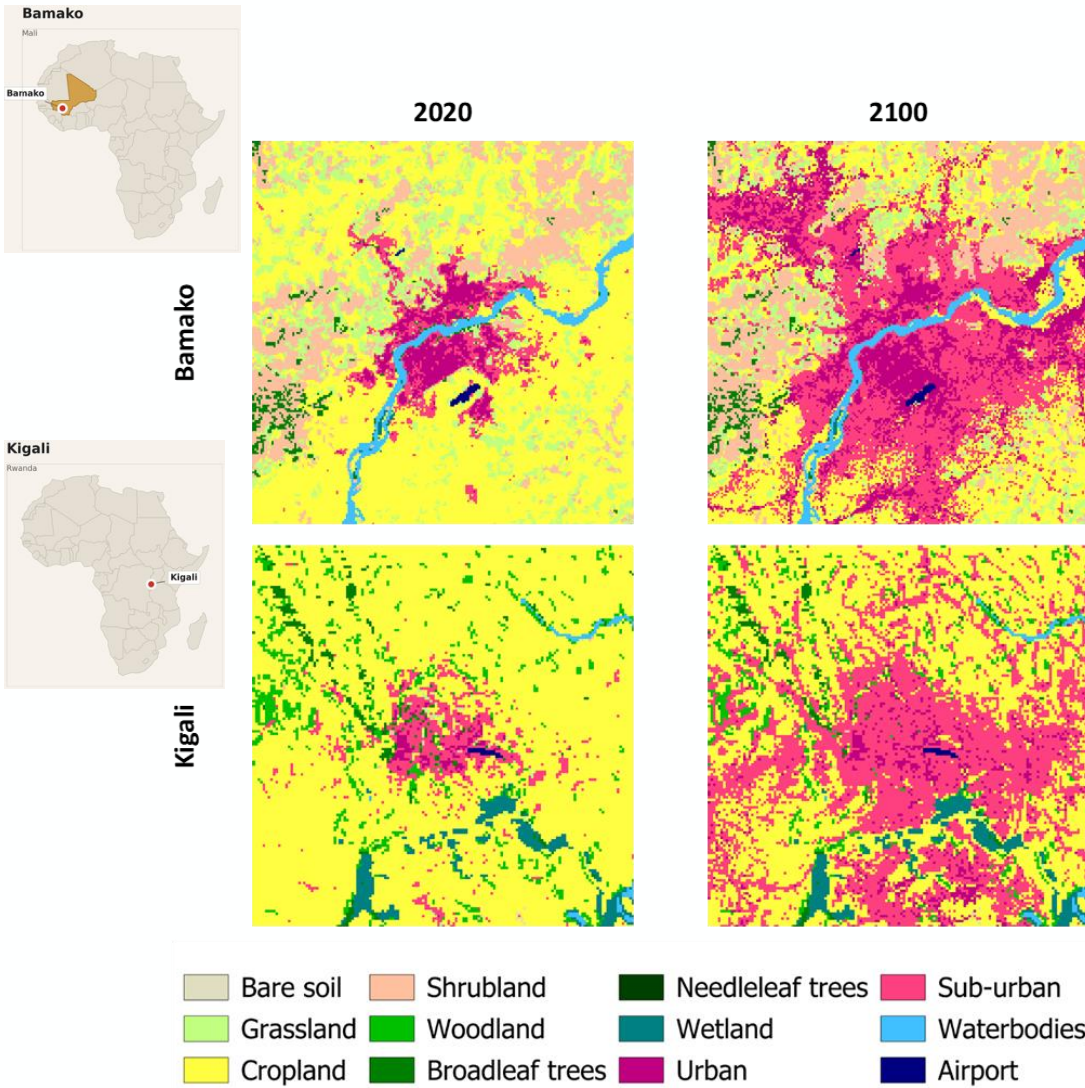 Bamako
Mali
Bamako
2020
2100
Bamako
Kigali
Rwanda
Kigali
Kigali
Bare soil
Shrubland
Needleleaf trees
Sub-urban
Grassland
Woodland
Wetland
Waterbodies
Cropland
Broadleaf trees
Urban
Airport